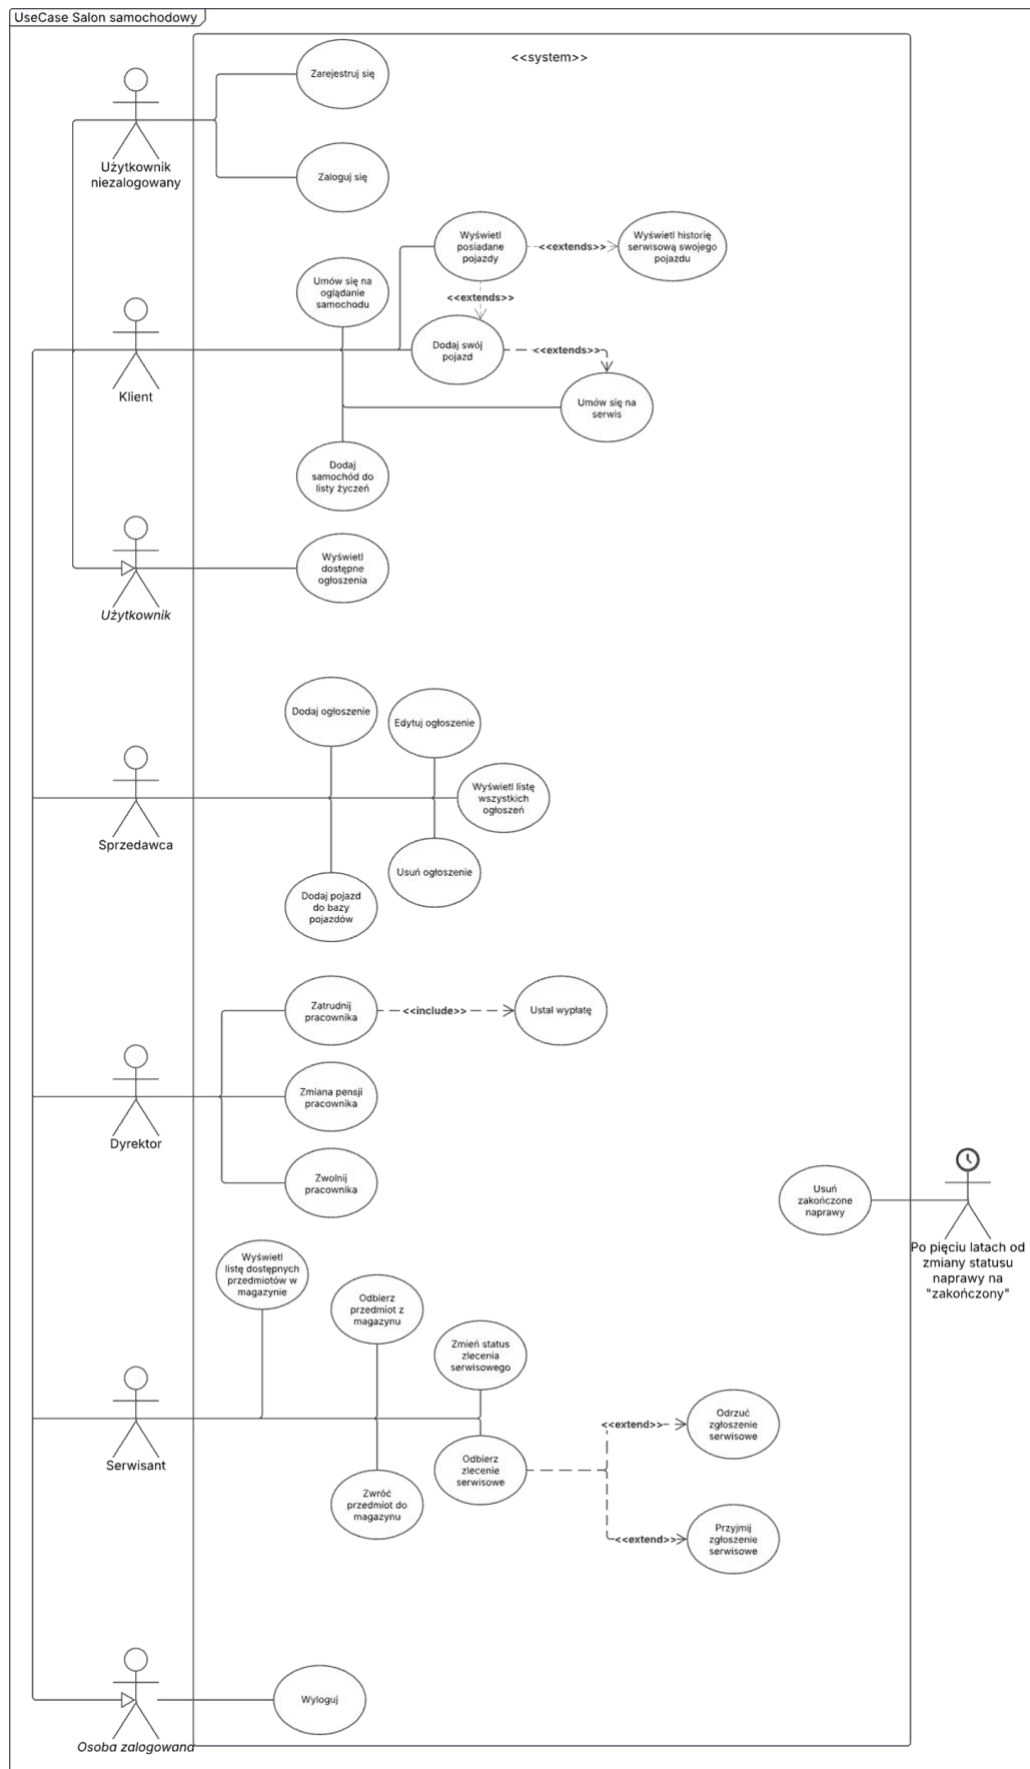 UseCase Salon samochodowy
<<system>>
Zarejestruj się
Użytkownik
niezalogowany
Zaloguj się
Wyświetl
posiadane
pojazdy
<<extends>>
Wyświetl historię
serwisową swojego
pojazdu
Umów się na
oglądanie
samochodu
<<extends>>
Klient
Dodaj swój
pojazd
<<extends>>
Umów się na
serwis
Dodaj
samochód do
listy życzeń
Wyświetl
dostępne
ogłoszenia
Użytkownik
Dodaj ogłoszenie
Edytuj ogłoszenie
Wyświetl listę
wszystkich
ogłoszeń
Sprzedawca
Usuń ogłoszenie
Dodaj pojazd
do bazy
pojazdów
Zatrudnij
pracownika
<<include>>
Ustal wypłatę
Zmiana pensji
pracownika
Dyrektor
Zwolnij
pracownika
Usuń
zakończone
naprawy
Po pięciu latach od
zmiany statusu
naprawy na
"zakończony"
Wyświetl
listę dostępnych
przedmiotów w
magazynie
Odbierz
przedmiot z
magazynu
Zmień status
zlecenia
serwisowego
Serwisant
Odbierz
zlecenie
serwisowe
<<extend>>
Odrzuć
zgłoszenie
serwisowe
Zwróć
przedmiot do
magazynu
<<extend>>
Przyjmij
zgłoszenie
serwisowe
Wyloguj
Osoba zalogowana